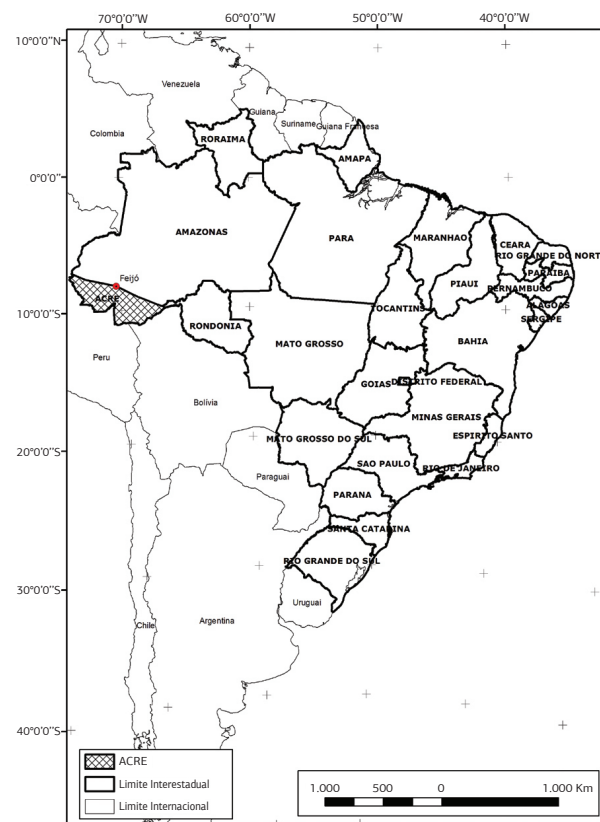 70°0'0"W 60°0'0"W 50°0'0"W 40°0'0"W
10°0'0"N
Venezuela
Guiana
Colombia
Suriname
Guiana Francesa
RORAIMA
AMAPA
0°0'0"
AMAZONAS
PARA
MARANHAO
CEARA
RIO GRANDE DO NORT
PARAIBA
Feijó
PIAUI
PERNAMBUCO
ACRE
ALAGOAS
TOCANTINS
SERGIPE
10°0'0"S
RONDONIA
MATO GROSSO
BAHIA
Peru
GOIAS
DISTRITO FEDERAL
Bolívia
MINAS GERAIS
20°0'0"S
MATO GROSSO DO SUL
ESPIRITO SANTO
SAO PAULO
RIO DE JANEIRO
Paraguai
PARANA
SANTA CATARINA
RIO GRANDE DO SUL
30°0'0"S
Uruguai
Chile
Argentina
40°0'0"S
ACRE
Limite Interestadual
Limite Internacional
1.000 500 0 1.000 Km